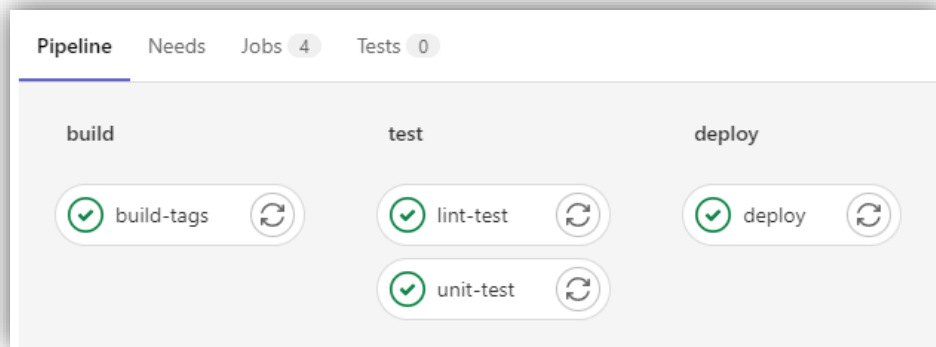 Pipeline Needs Jobs 4 Tests 0
build test deploy
build-tags lint-test deploy
unit-test